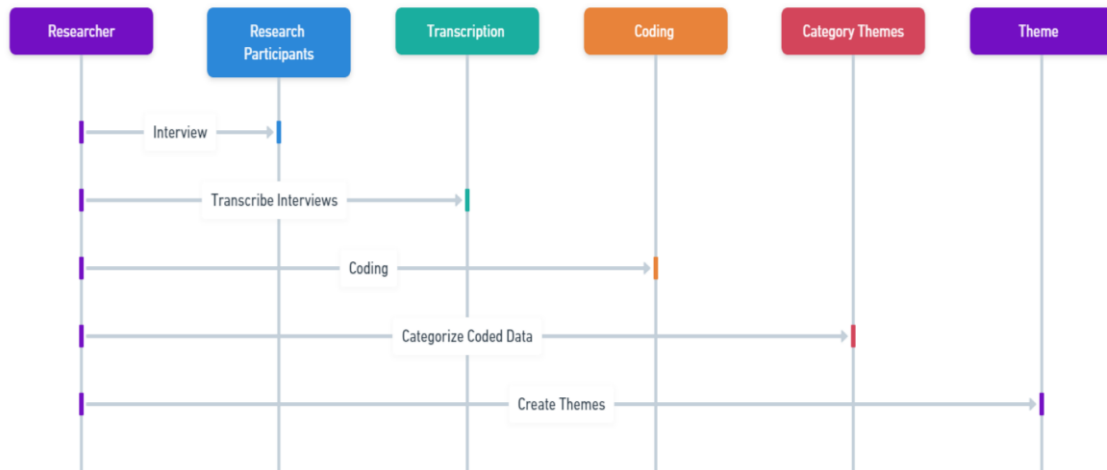 Researcher
Research
Participants
Transcription
Coding
Category Themes
Theme
Interview
Transcribe Interviews
Coding
Categorize Coded Data
Create Themes